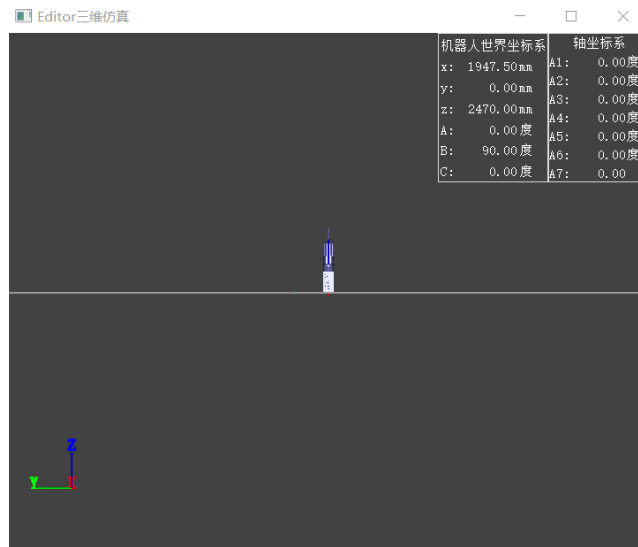 Editor三维仿真
机器人世界坐标系
x: 1947.50mm
y: 0.00mm
z: 2470.00mm
A: 0.00度
B: 90.00度
C: 0.00度
轴坐标系
A1: 0.00度
A2: 0.00度
A3: 0.00度
A4: 0.00度
A5: 0.00度
A6: 0.00度
A7: 0.00
Z
y
X